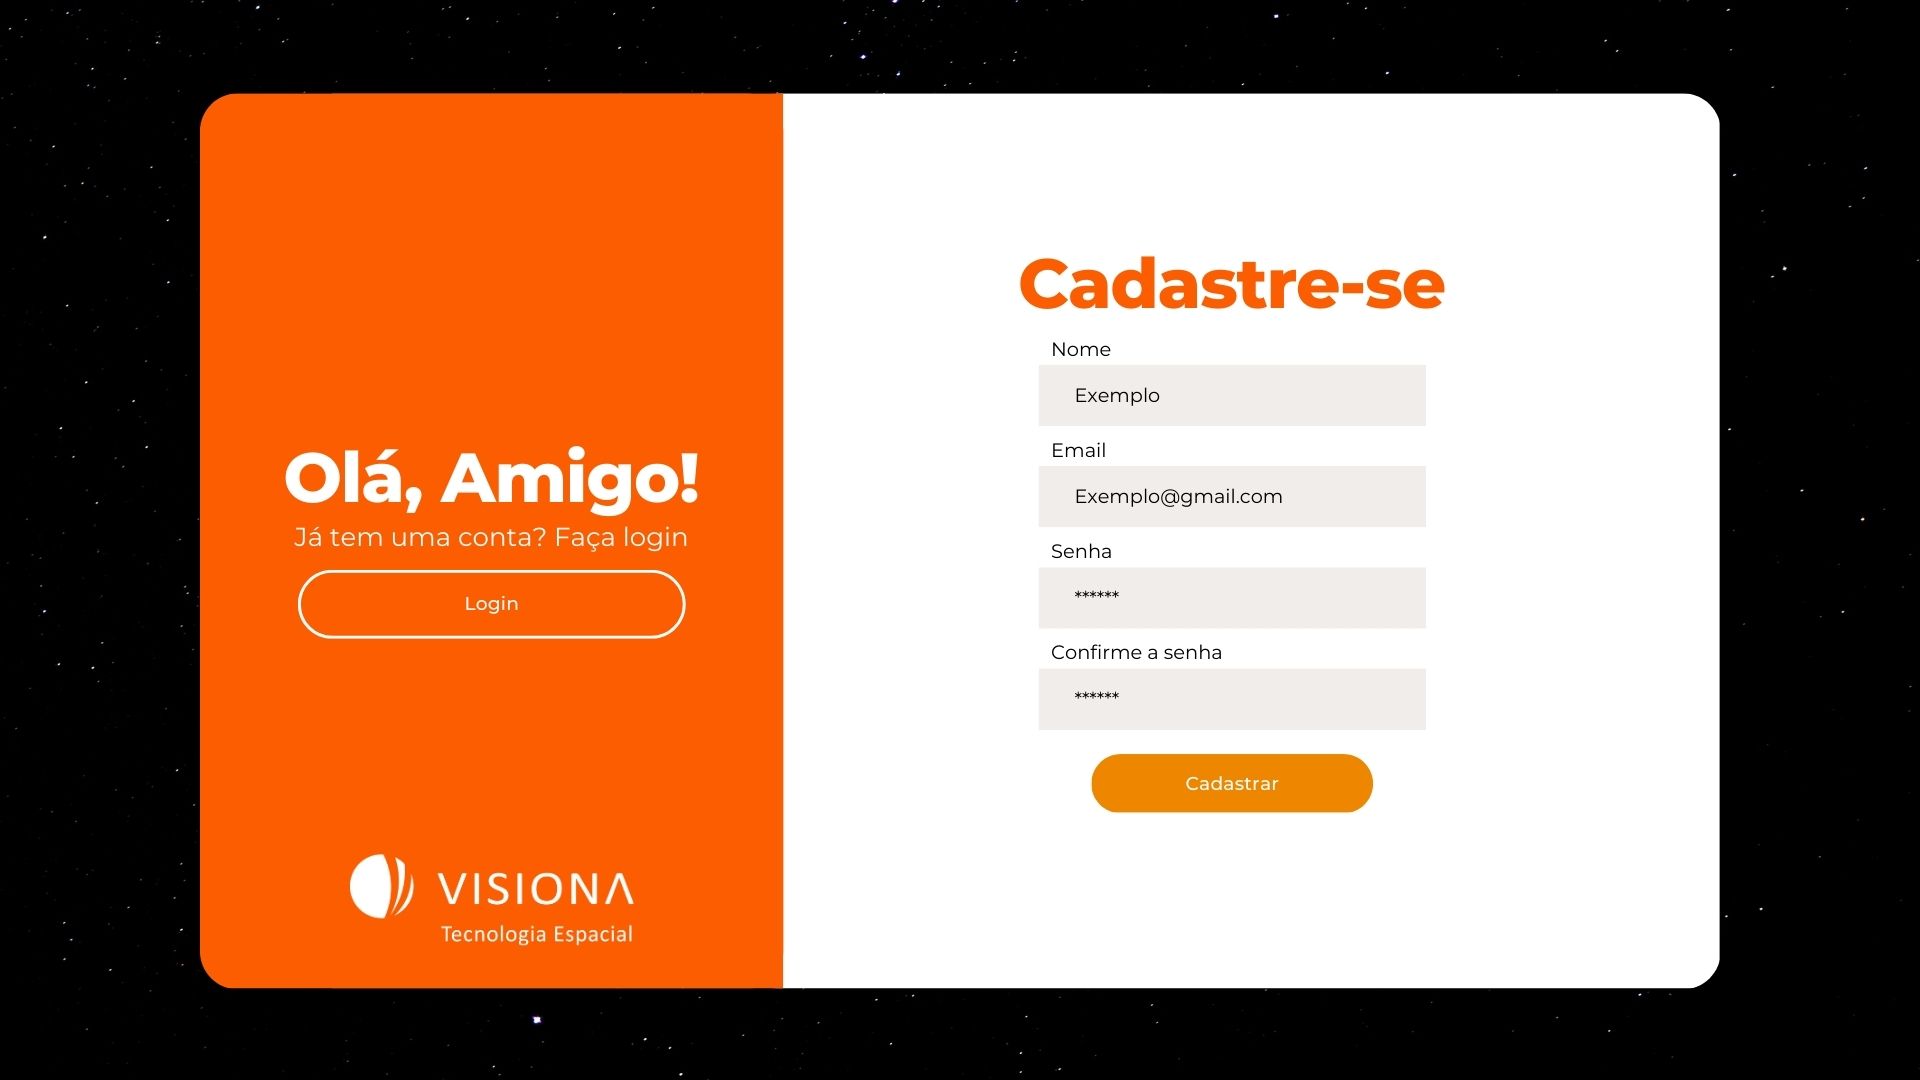 Olá, Amigo!
Já tem uma conta? Faça login
Login
VISIONA
Tecnologia Espacial
Cadastre-se
Nome
Exemplo
Email
Exemplo@gmail.com
Senha
******
Confirme a senha
******
Cadastrar